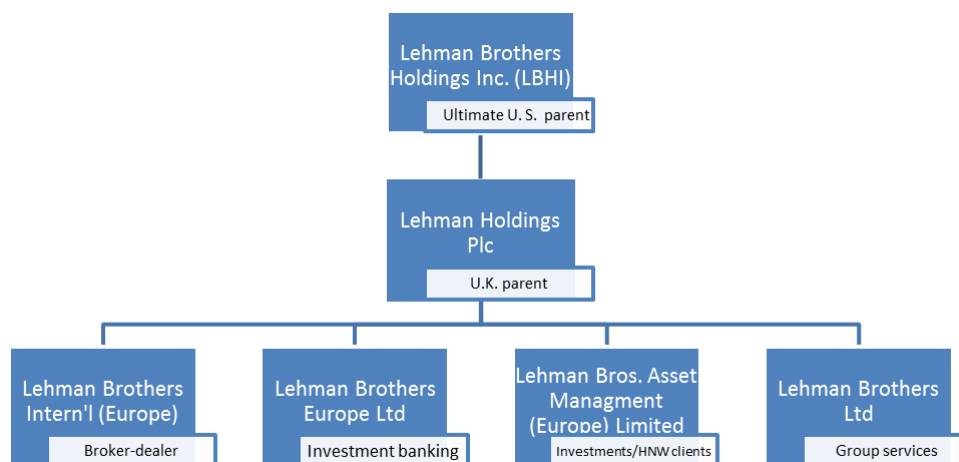 Lehman Brothers
Holdings Inc. (LBHI)
Ultimate U. S. parent
Lehman Holdings
Plc
U.K. parent
Lehman Brothers
Intern'l (Europe)
Broker-dealer
Lehman Brothers
Europe Ltd
Investment banking
Lehman Bros. Asset
Managment
(Europe) Limited
Investments/HNW clients
Lehman Brothers
Ltd
Group services